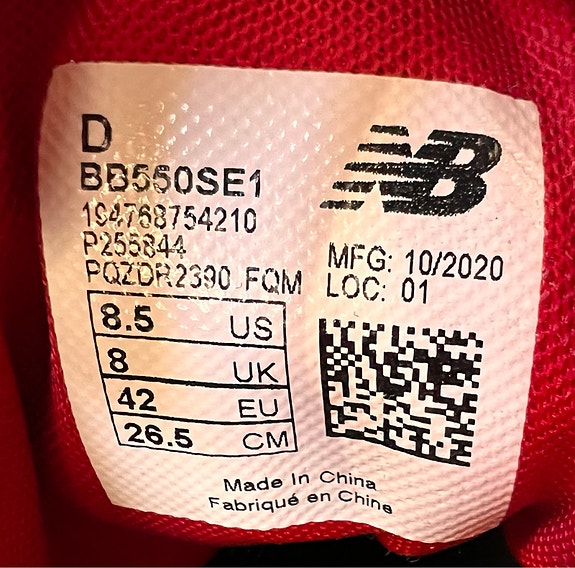 D
BB550SE1
194768754210
P255844
PQZDR2390 FQM
NB
MFG: 10/2020
LOC: 01
8.5 US
8 UK
42 EU
26.5 CM
Made In China
Fabriqué en Chine